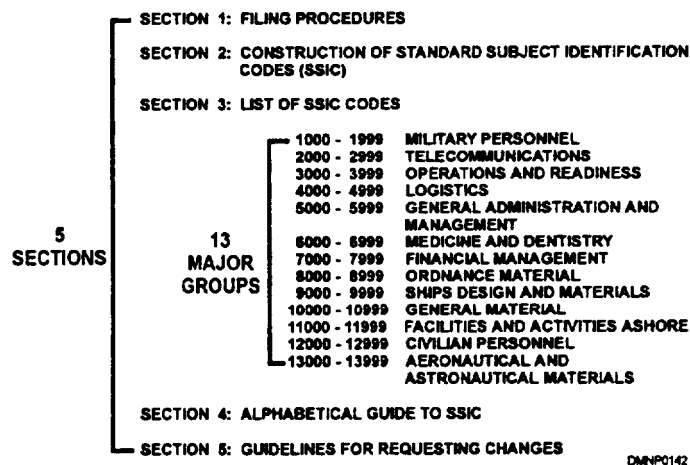 SECTION 1: FILING PROCEDURES
SECTION 2: CONSTRUCTION OF STANDARD SUBJECT IDENTIFICATION
CODES (SSIC)
SECTION 3: LIST OF SSIC CODES
1000 - 1999 MILITARY PERSONNEL
2000 - 2999 TELECOMMUNICATIONS
3000 - 3999 OPERATIONS AND READINESS
4000 - 4999 LOGISTICS
5000 - 5999 GENERAL ADMINISTRATION AND
MANAGEMENT
6000 - 6999 MEDICINE AND DENTISTRY
7000 - 7999 FINANCIAL MANAGEMENT
8000 - 8999 ORDNANCE MATERIAL
9000 - 9999 SHIPS DESIGN AND MATERIALS
10000 - 10999 GENERAL MATERIAL
11000 - 11999 FACILITIES AND ACTIVITIES ASHORE
12000 - 12999 CIVILIAN PERSONNEL
13000 - 13999 AERONAUTICAL AND
ASTRONAUTICAL MATERIALS
5
SECTIONS
13
MAJOR
GROUPS
SECTION 4: ALPHABETICAL GUIDE TO SSIC
SECTION 5: GUIDELINES FOR REQUESTING CHANGES
DMNP0142